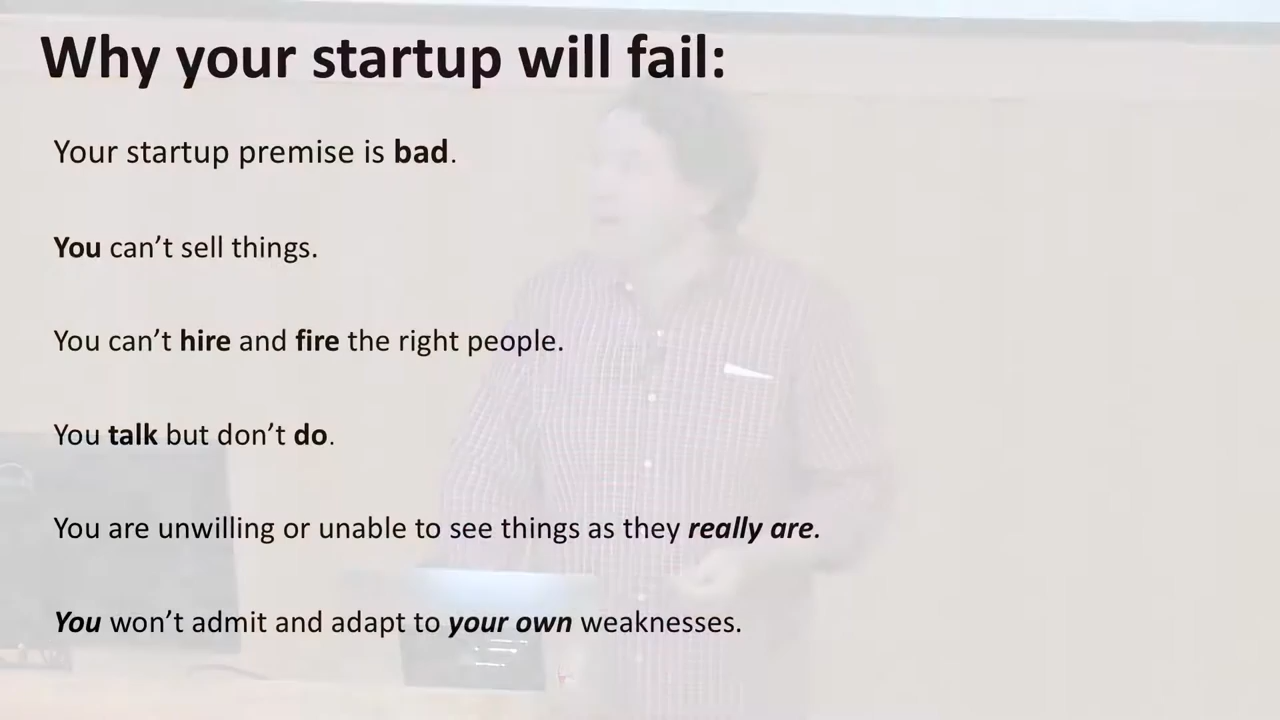 Why your startup will fail:
Your startup premise is bad.
You can’t sell things.
You can’t hire and fire the right people.
You talk but don’t do.
You are unwilling or unable to see things as they really are.
You won’t admit and adapt to your own weaknesses.